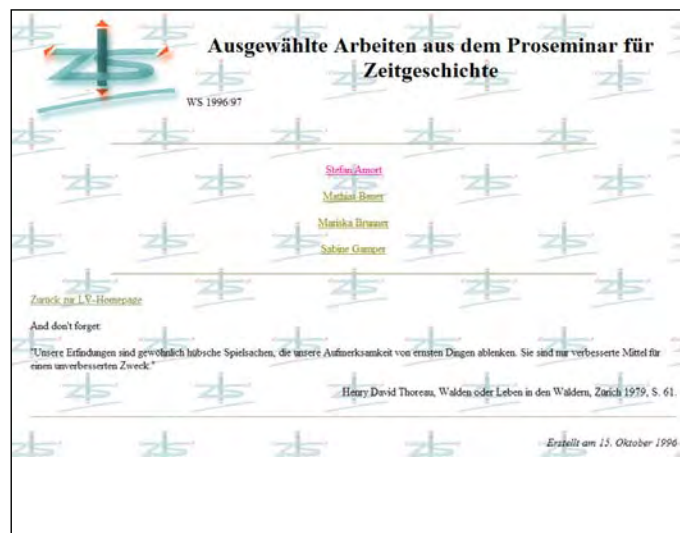 Ausgewählte Arbeiten aus dem Proseminar für
Zeitgeschichte
WS 1996/97
Stefan Amort
Mathias Bauer
Mariska Brunner
Sabine Gamper
Zurück zur LV-Homepage
And don't forget:
"Unsere Erfindungen sind gewöhnlich hübsche Spielsachen, die unsere Aufmerksamkeit von ernsten Dingen ablenken. Sie sind nur verbesserte Mittel für
einen unverbesserten Zweck."
Henry David Thoreau, Walden oder Leben in den Wäldern, Zürich 1979, S. 61.
Erstellt am 15. Oktober 1996